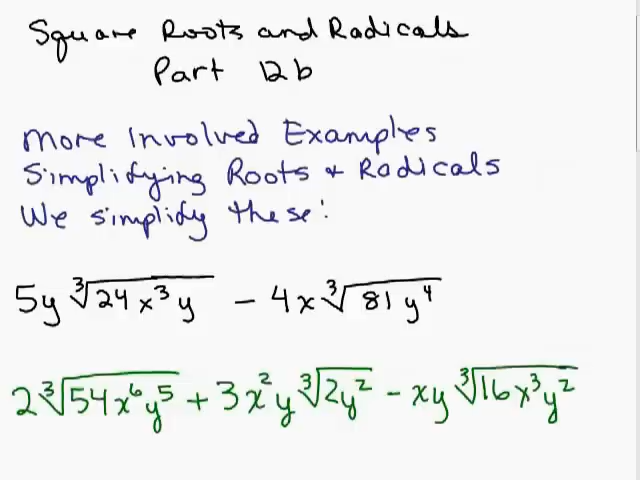 Square Roots and Radicals
Part 12b
More Involved Examples
Simplifying Roots + Radicals
We simplify these:
5y ∛(24x³y) − 4x ∛(81y⁴)
2∛(54x⁶y⁵) + 3x²y ∛(2y²) − xy ∛(16x³y²)